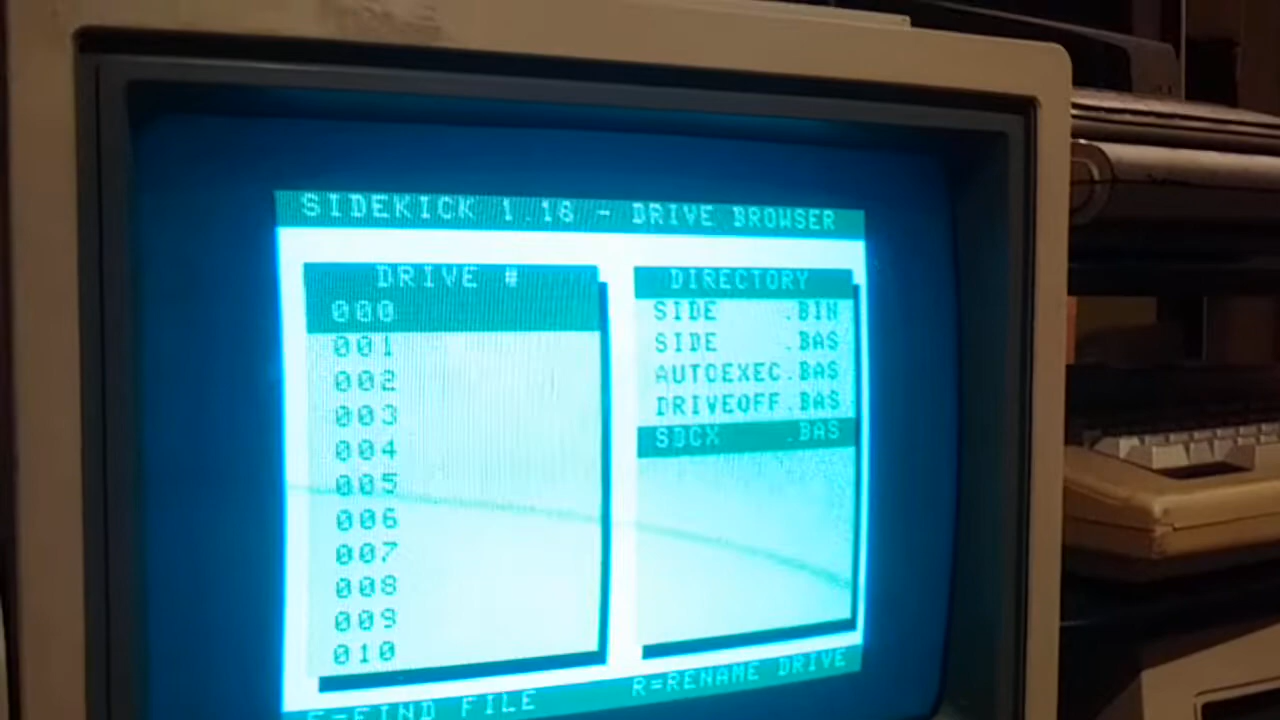 SIDEKICK 1.16 - DRIVE BROWSER
DRIVE #
000
001
002
003
004
005
006
007
008
009
010
DIRECTORY
SIDE .BIN
SIDE .BAS
AUTOEXEC.BAS
DRIVEOFF.BAS
SDCX .BAS
F=FIND FILE
R=RENAME DRIVE